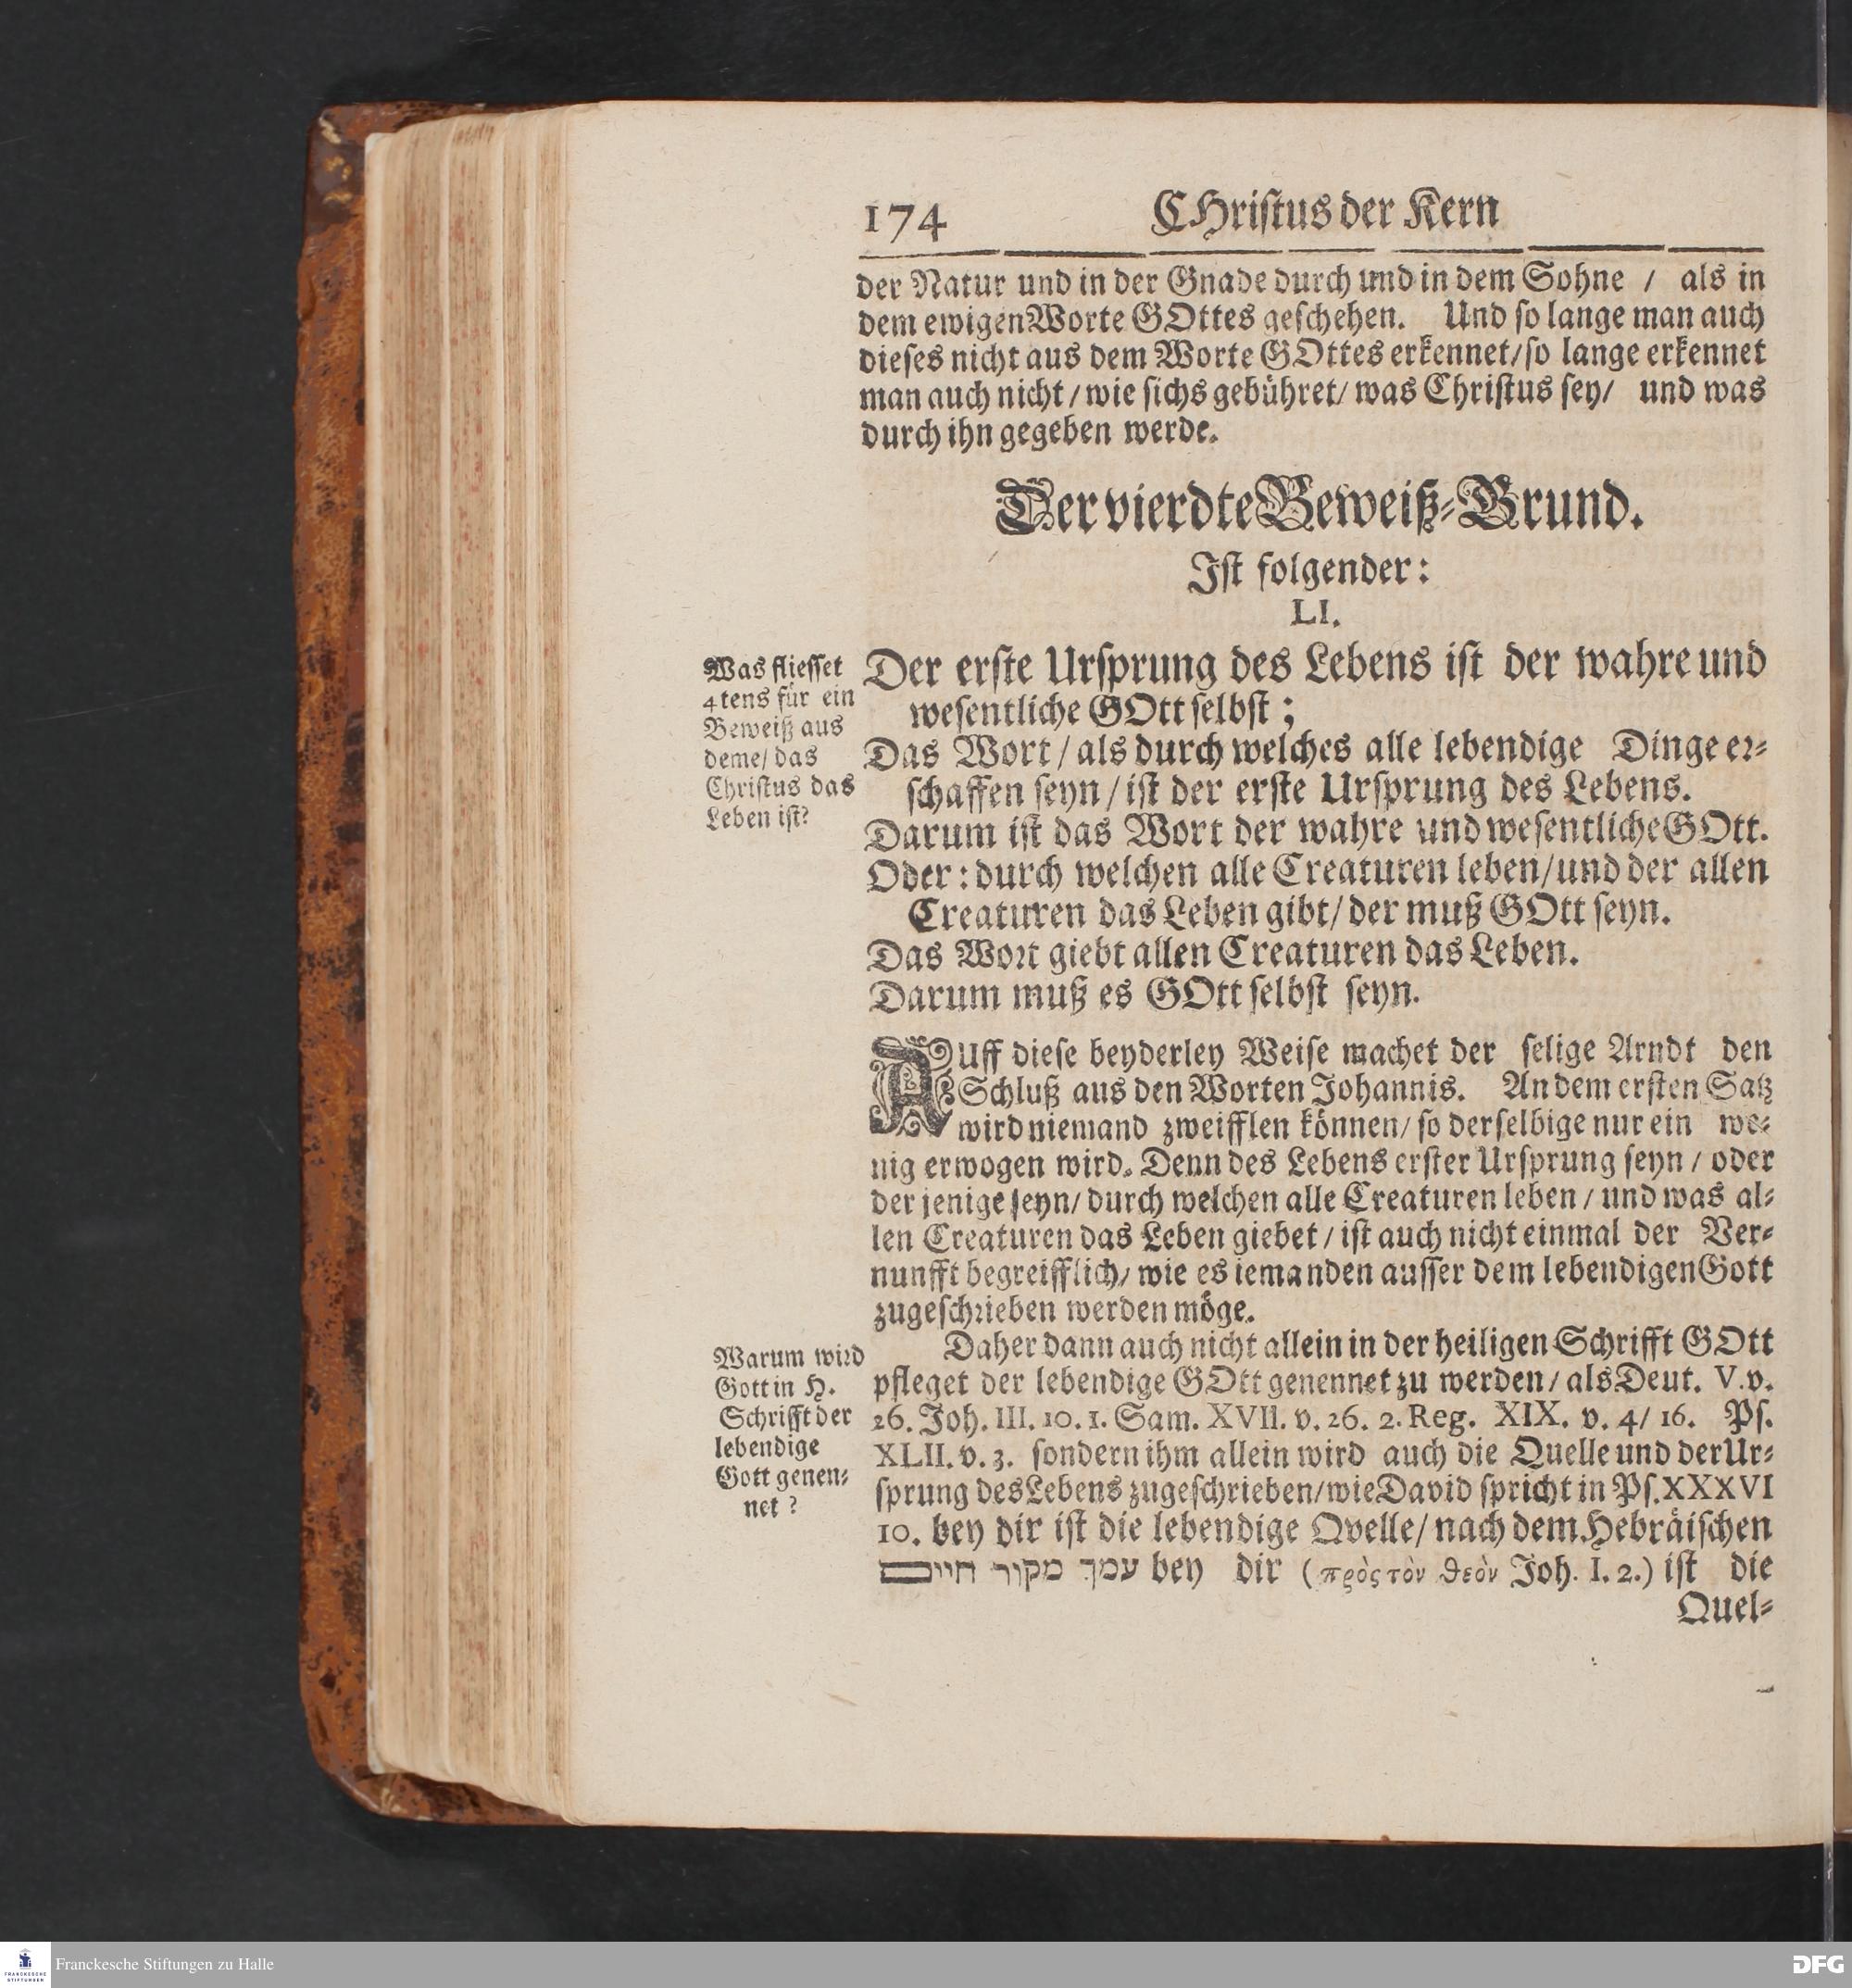 174 CHriſtus der Kern
der Natur und in der Gnade durch und in dem Sohne / als in
dem ewigen Worte GOttes geſchehen. Und ſo lange man auch
dieſes nicht aus dem Worte GOttes erkennet/ſo lange erkennet
man auch nicht / wie ſichs gebühret/ was Chriſtus ſey/ und was
durch ihn gegeben werde.
Der vierdte Beweiß-Grund.
Iſt folgender:
LI.
Was flieſſet
4tens für ein
Beweiß aus
deme/ das
Chriſtus das
Leben iſt?
Der erſte Urſprung des Lebens iſt der wahre und
weſentliche GOtt ſelbſt;
Das Wort / als durch welches alle lebendige Dinge er-
ſchaffen ſeyn / iſt der erſte Urſprung des Lebens.
Darum iſt das Wort der wahre und weſentliche GOtt.
Oder: durch welchen alle Creaturen leben/und der allen
Creaturen das Leben gibt/ der muß GOtt ſeyn.
Das Wort giebt allen Creaturen das Leben.
Darum muß es GOtt ſelbſt ſeyn.
AUff dieſe beyderley Weiſe machet der ſelige Arndt den
Schluß aus den Worten Johannis. An dem erſten Satz
wird niemand zweifflen können/ ſo derſelbige nur ein we-
nig erwogen wird. Denn des Lebens erſter Urſprung ſeyn / oder
der jenige ſeyn/ durch welchen alle Creaturen leben / und was al-
len Creaturen das Leben giebet / iſt auch nicht einmal der Ver-
nunfft begreifflich/ wie es iemanden auſſer dem lebendigen Gott
zugeſchrieben werden möge.
Warum wird
Gott in H.
Schrifft der
lebendige
Gott genen-
net ?
Daher dann auch nicht allein in der heiligen Schrifft GOtt
pfleget der lebendige GOtt genennet zu werden/ als Deut. V. v.
26. Joh. III. 10. 1. Sam. XVII. v. 26. 2. Reg. XIX. v. 4/ 16. Pſ.
XLII. v. 3. ſondern ihm allein wird auch die Quelle und der Ur-
ſprung des Lebens zugeſchrieben/wie David ſpricht in Pſ. XXXVI
10. bey dir iſt die lebendige Qvelle/ nach dem Hebräiſchen
עמך מקור חיים bey dir (πρὸς τὸν θεὸν Joh. I. 2.) iſt die
Quel-
FRANCKESCHE
STIFTUNGEN
Franckesche Stiftungen zu Halle
DFG